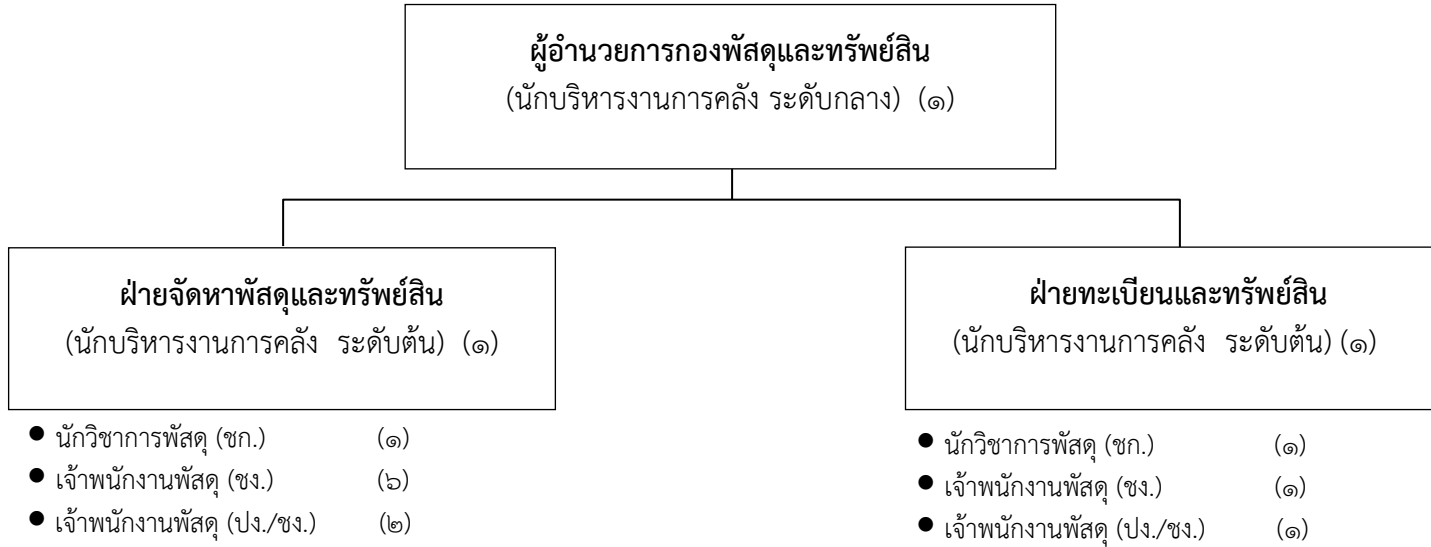 ผู้อำนวยการกองพัสดุและทรัพย์สิน
(นักบริหารงานการคลัง ระดับกลาง) (๑)
ฝ่ายจัดหาพัสดุและทรัพย์สิน
(นักบริหารงานการคลัง ระดับต้น) (๑)
● นักวิชาการพัสดุ (ชก.) (๑)
● เจ้าพนักงานพัสดุ (ชง.) (๖)
● เจ้าพนักงานพัสดุ (ปง./ชง.) (๒)
ฝ่ายทะเบียนและทรัพย์สิน
(นักบริหารงานการคลัง ระดับต้น) (๑)
● นักวิชาการพัสดุ (ชก.) (๑)
● เจ้าพนักงานพัสดุ (ชง.) (๑)
● เจ้าพนักงานพัสดุ (ปง./ชง.) (๑)